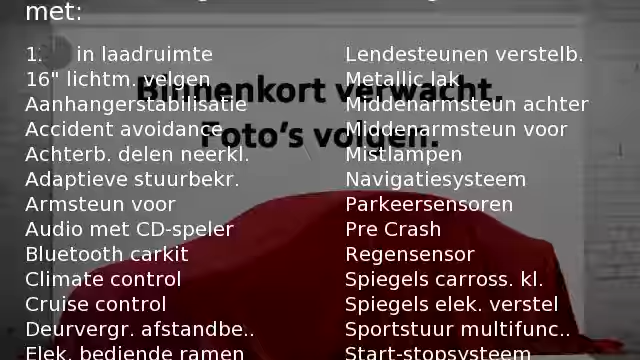 met:
in laadruimte
16" lichtm. velgen
Aanhangerstabilisatie
Accident avoidance
Achterb. delen neerkl.
Adaptieve stuurbekr.
Armsteun voor
Audio met CD-speler
Bluetooth carkit
Climate control
Cruise control
Deurvergr. afstandbe..
Elek. bediende ramen
Lendesteunen verstelb.
Metallic lak
Middenarmsteun achter
Middenarmsteun voor
Mistlampen
Navigatiesysteem
Parkeersensoren
Pre Crash
Regensensor
Spiegels carross. kl.
Spiegels elek. verstel
Sportstuur multifunc..
Start-stopsysteem
Binnenkort verwacht.
Foto's volgen.